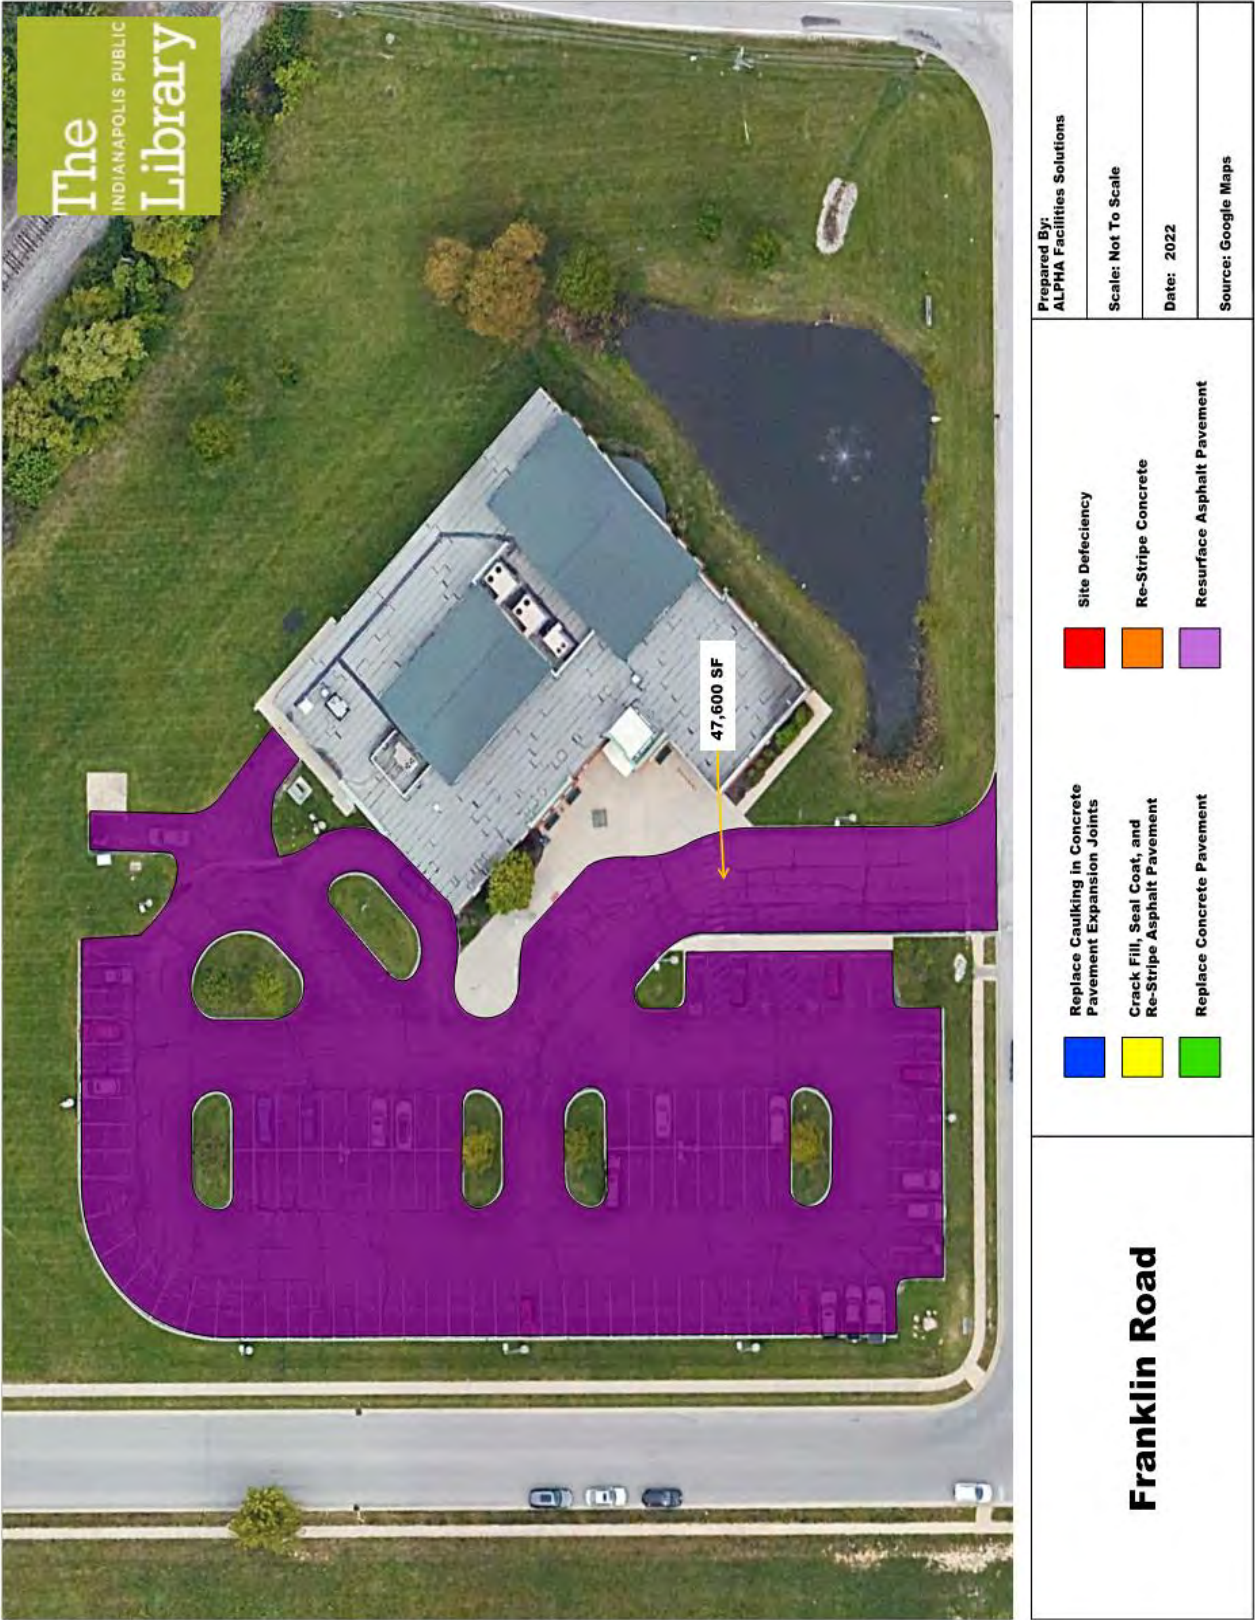 The
INDIANAPOLIS PUBLIC
Library
47,600 SF
Franklin Road
Replace Caulking in Concrete
Pavement Expansion Joints
Crack Fill, Seal Coat, and
Re-Stripe Asphalt Pavement
Replace Concrete Pavement
Site Defeciency
Re-Stripe Concrete
Resurface Asphalt Pavement
Prepared By:
ALPHA Facilities Solutions
Scale: Not To Scale
Date: 2022
Source: Google Maps